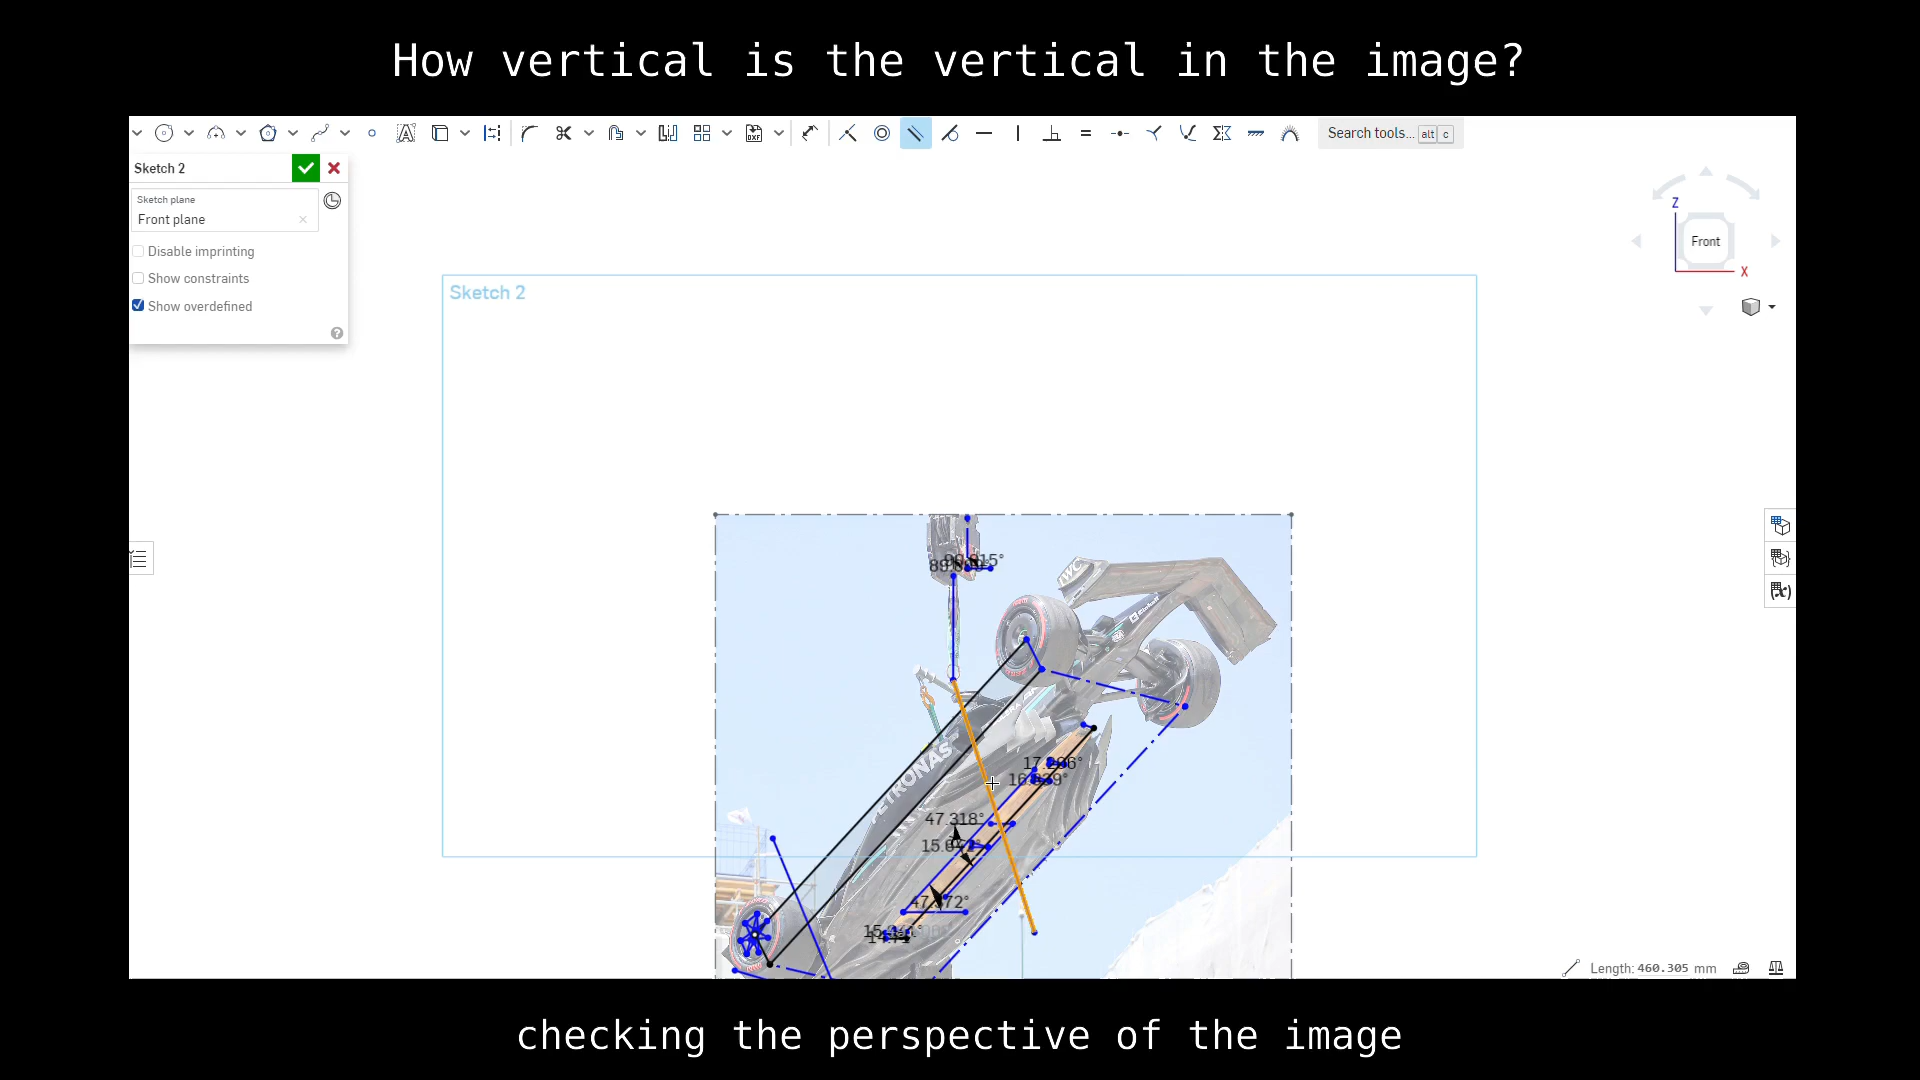 How vertical is the vertical in the image?
Search tools... alt c
Sketch 2
Sketch plane
Front plane
Disable imprinting
Show constraints
Show overdefined
Sketch 2
Z
Front
X
IWC
PETRONAS
47.318°
Length: 460.305 mm
checking the perspective of the image